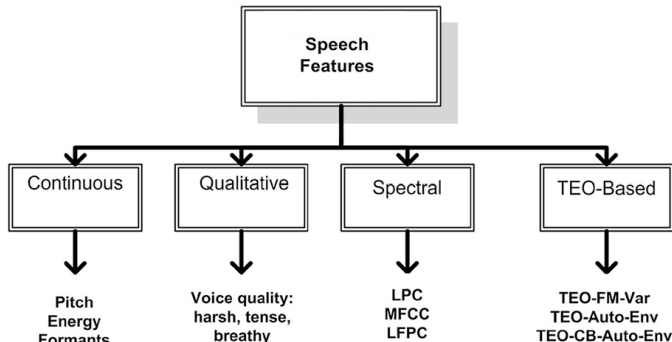 Speech
Features
Continuous
Qualitative
Spectral
TEO-Based
Pitch
Energy
Formants
Voice quality:
harsh, tense,
breathy
LPC
MFCC
LFPC
TEO-FM-Var
TEO-Auto-Env
TEO-CB-Auto-Env